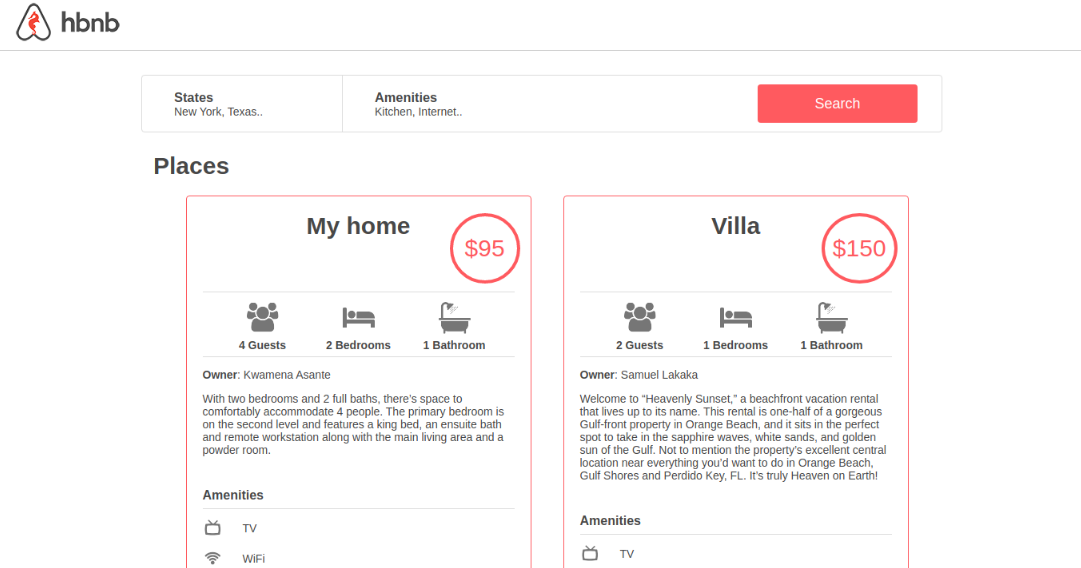 hbnb
States
New York, Texas..
Amenities
Kitchen, Internet..
Search
Places
My home
$95
4 Guests
2 Bedrooms
1 Bathroom
Owner: Kwamena Asante
With two bedrooms and 2 full baths, there’s space to
comfortably accommodate 4 people. The primary bedroom is
on the second level and features a king bed, an ensuite bath
and remote workstation along with the main living area and a
powder room.
Amenities
TV
WiFi
Villa
$150
2 Guests
1 Bedrooms
1 Bathroom
Owner: Samuel Lakaka
Welcome to “Heavenly Sunset,” a beachfront vacation rental
that lives up to its name. This rental is one-half of a gorgeous
Gulf-front property in Orange Beach, and it sits in the perfect
spot to take in the sapphire waves, white sands, and golden
sun of the Gulf. Not to mention the property’s excellent central
location near everything you’d want to do in Orange Beach,
Gulf Shores and Perdido Key, FL. It’s truly Heaven on Earth!
Amenities
TV